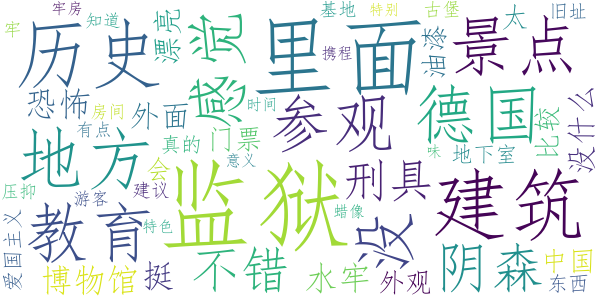 牢房
知道
漂亮
觉
里面
基地
特别
古堡
太
旧址
牢
历史
携程
油漆
景点
恐怖
房间
外面
感
时间
参观
德国
比较
没什么
地方
有点
真的
门票
意义
味
地下室
压抑
会
建议
监狱
刑具
建筑
游客
特色
蜡像
没
爱国主义
教育
博物馆
挺
不错
水牢
外观
阴森
中国
东西